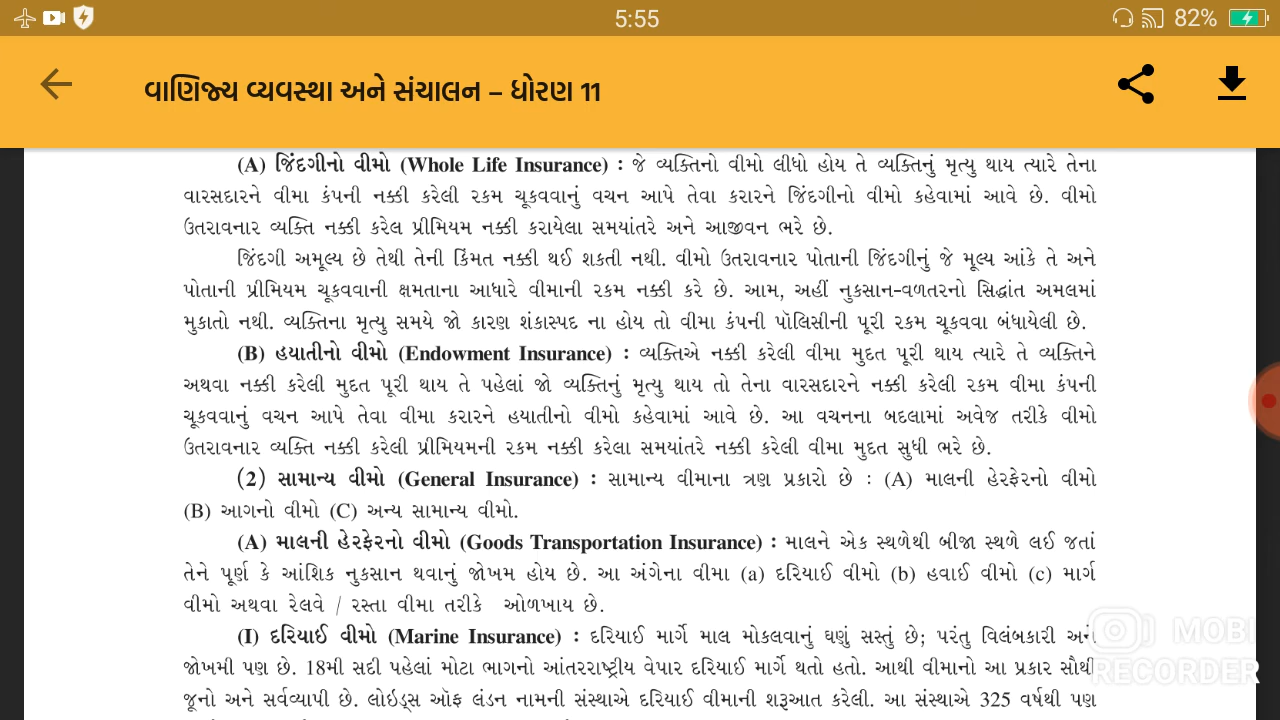 5:55
82%
વાણિજ્ય વ્યવસ્થા અને સંચાલન – ધોરણ 11
(A) જિંદગીનો વીમો (Whole Life Insurance) : જે વ્યક્તિનો વીમો લીધો હોય તે વ્યક્તિનું મૃત્યુ થાય ત્યારે તેના
વારસદારને વીમા કંપની નક્કી કરેલી રકમ ચૂકવવાનું વચન આપે તેવા કરારને જિંદગીનો વીમો કહેવામાં આવે છે. વીમો
ઉતરાવનાર વ્યક્તિ નક્કી કરેલ પ્રીમિયમ નક્કી કરાયેલા સમયાંતરે અને આજીવન ભરે છે.
જિંદગી અમૂલ્ય છે તેથી તેની કિંમત નક્કી થઈ શકતી નથી. વીમો ઉતરાવનાર પોતાની જિંદગીનું જે મૂલ્ય આંકે તે અને
પોતાની પ્રીમિયમ ચૂકવવાની ક્ષમતાના આધારે વીમાની રકમ નક્કી કરે છે. આમ, અહીં નુકસાન-વળતરનો સિદ્ધાંત અમલમાં
મુકાતો નથી. વ્યક્તિના મૃત્યુ સમયે જો કારણ શંકાસ્પદ ના હોય તો વીમા કંપની પૉલિસીની પૂરી રકમ ચૂકવવા બંધાયેલી છે.
(B) હયાતીનો વીમો (Endowment Insurance) : વ્યક્તિએ નક્કી કરેલી વીમા મુદત પૂરી થાય ત્યારે તે વ્યક્તિને
અથવા નક્કી કરેલી મુદત પૂરી થાય તે પહેલાં જો વ્યક્તિનું મૃત્યુ થાય તો તેના વારસદારને નક્કી કરેલી રકમ વીમા કંપની
ચૂકવવાનું વચન આપે તેવા વીમા કરારને હયાતીનો વીમો કહેવામાં આવે છે. આ વચનના બદલામાં અવેજ તરીકે વીમો
ઉતરાવનાર વ્યક્તિ નક્કી કરેલી પ્રીમિયમની રકમ નક્કી કરેલા સમયાંતરે નક્કી કરેલી વીમા મુદત સુધી ભરે છે.
(2) સામાન્ય વીમો (General Insurance) : સામાન્ય વીમાના ત્રણ પ્રકારો છે : (A) માલની હેરફેરનો વીમો
(B) આગનો વીમો (C) અન્ય સામાન્ય વીમો.
(A) માલની હેરફેરનો વીમો (Goods Transportation Insurance) : માલને એક સ્થળેથી બીજા સ્થળે લઈ જતાં
તેને પૂર્ણ કે આંશિક નુકસાન થવાનું જોખમ હોય છે. આ અંગેના વીમા (a) દરિયાઈ વીમો (b) હવાઈ વીમો (c) માર્ગ
વીમો અથવા રેલવે / રસ્તા વીમા તરીકે ઓળખાય છે.
(I) દરિયાઈ વીમો (Marine Insurance) : દરિયાઈ માર્ગે માલ મોકલવાનું ઘણું સસ્તું છે; પરંતુ વિલંબકારી અને
જોખમી પણ છે. 18મી સદી પહેલાં મોટા ભાગનો આંતરરાષ્ટ્રીય વેપાર દરિયાઈ માર્ગે થતો હતો. આથી વીમાનો આ પ્રકાર સૌથી
જૂનો અને સર્વવ્યાપી છે. લોઇડ્સ ઑફ લંડન નામની સંસ્થાએ દરિયાઈ વીમાની શરૂઆત કરેલી. આ સંસ્થાએ 325 વર્ષથી પણ
MOBI
RECORDER